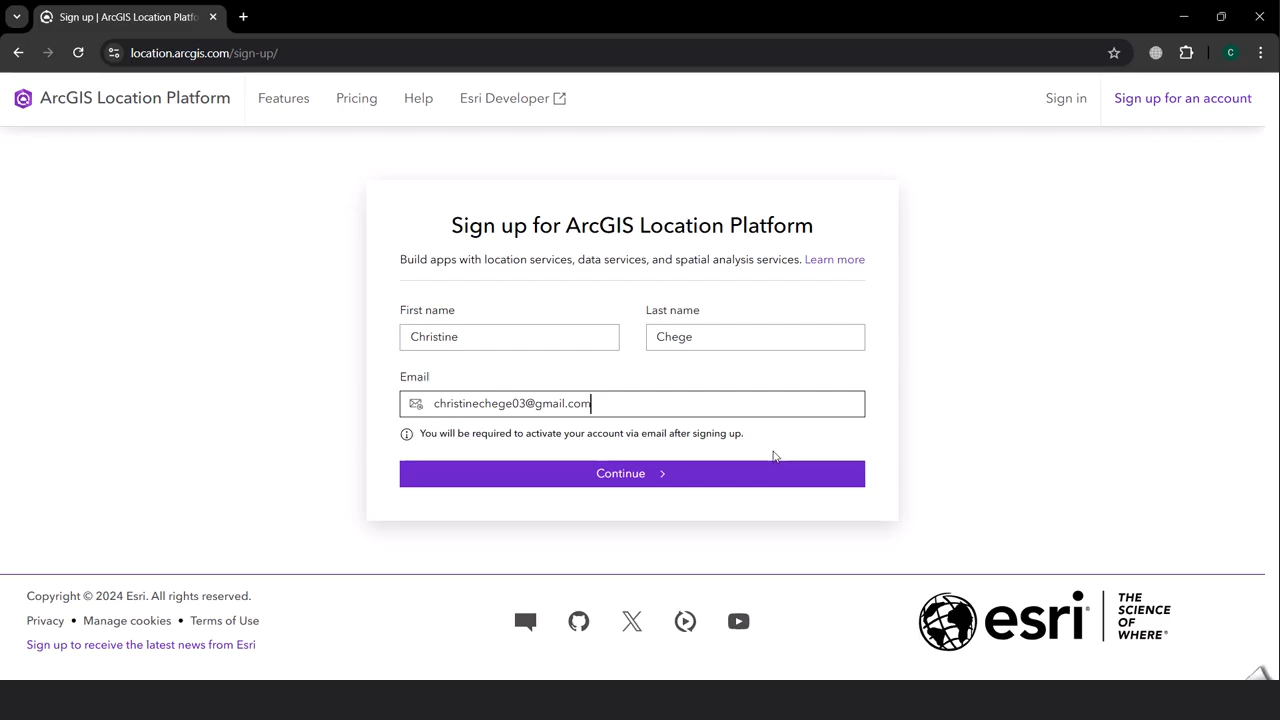 Sign up | ArcGIS Location Platfo
location.arcgis.com/sign-up/
C
ArcGIS Location Platform
Features
Pricing
Help
Esri Developer
Sign in
Sign up for an account
Sign up for ArcGIS Location Platform
Build apps with location services, data services, and spatial analysis services. Learn more
First name
Last name
Christine
Chege
Email
christinechege03@gmail.com
You will be required to activate your account via email after signing up.
Continue
Copyright © 2024 Esri. All rights reserved.
Privacy • Manage cookies • Terms of Use
Sign up to receive the latest news from Esri
esri
THE
SCIENCE
OF
WHERE®